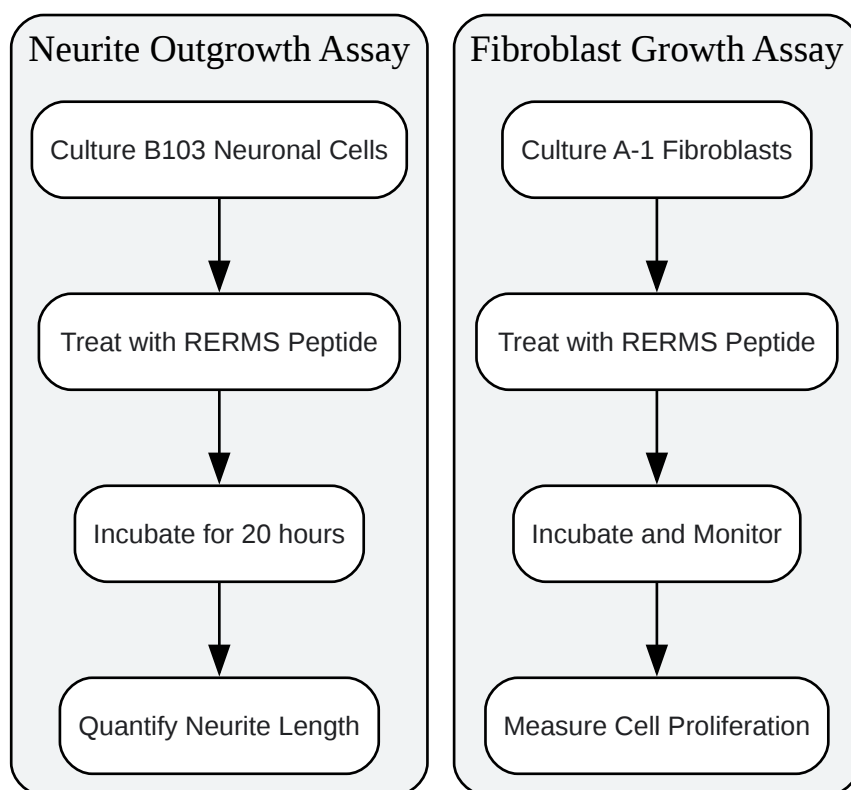 Neurite Outgrowth Assay
Culture B103 Neuronal Cells
Treat with RERMS Peptide
Incubate for 20 hours
Quantify Neurite Length
Fibroblast Growth Assay
Culture A-1 Fibroblasts
Treat with RERMS Peptide
Incubate and Monitor
Measure Cell Proliferation